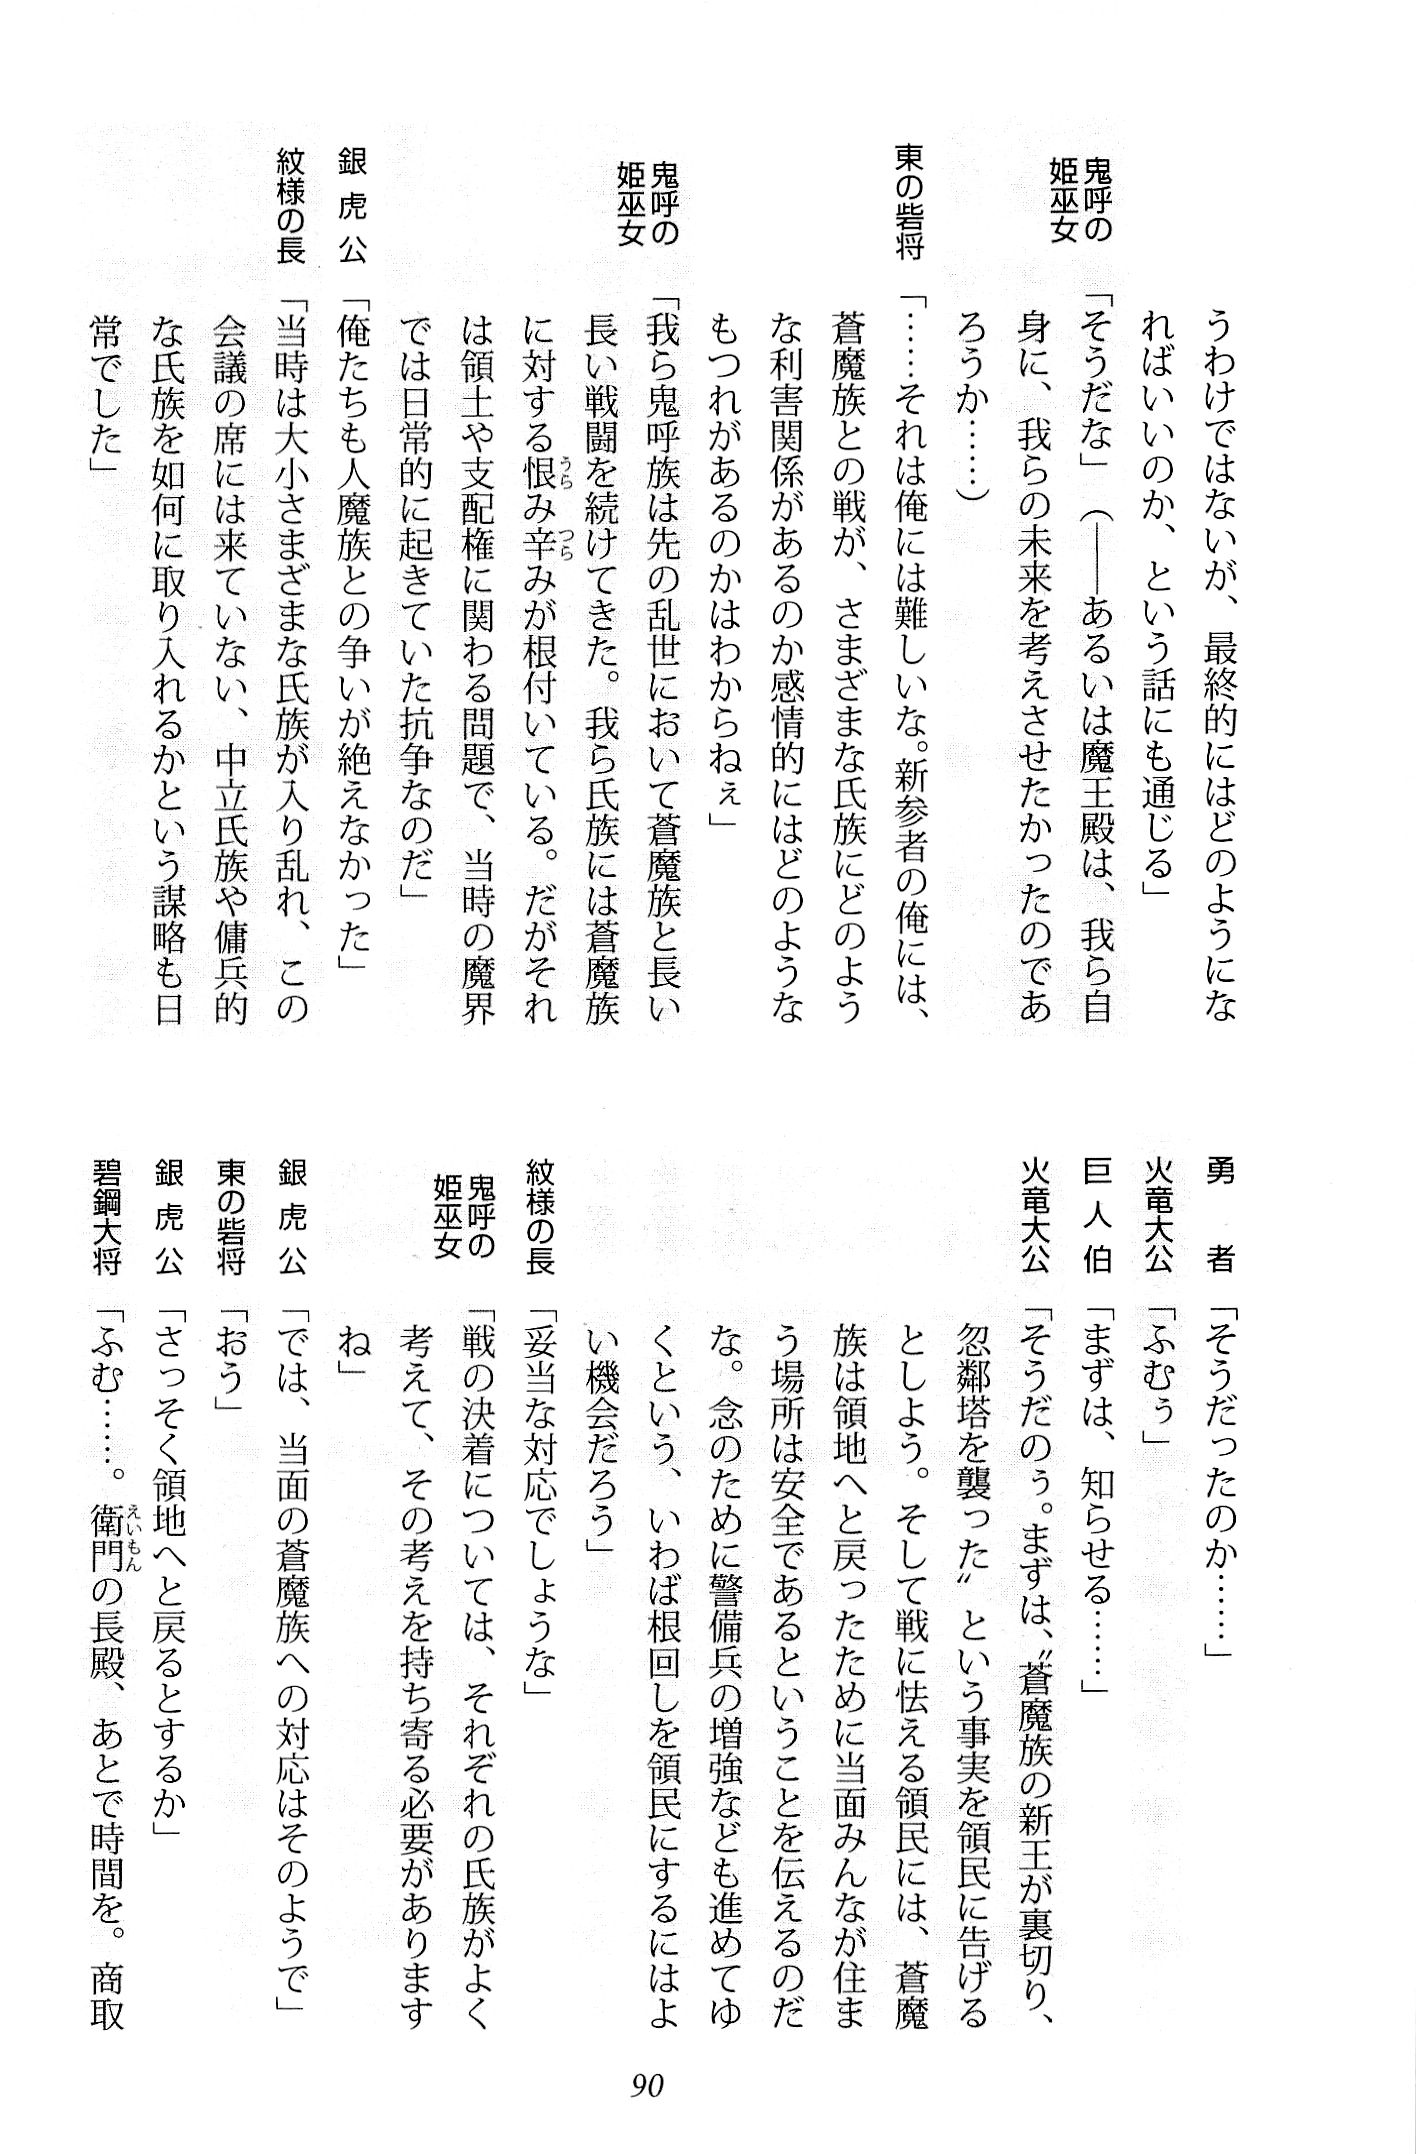 うわけではないが、最終的にはどのようにな
ればいいのか、という話にも通じる」
鬼呼の姫巫女「そうだな」（――あるいは魔王殿は、我ら自
身に、我らの未来を考えさせたかったのであ
ろうか……）
東の砦将「……それは俺には難しいな。新参者の俺には、
蒼魔族との戦が、さまざまな氏族にどのよう
な利害関係があるのか感情的にはどのような
もつれがあるのかはわからねぇ」
鬼呼の姫巫女「我ら鬼呼族は先の乱世において蒼魔族と長い
長い戦闘を続けてきた。我ら氏族には蒼魔族
に対する恨み辛みが根付いている。だがそれ
は領土や支配権に関わる問題で、当時の魔界
では日常的に起きていた抗争なのだ」
銀虎公「俺たちも人魔族との争いが絶えなかった」
紋様の長「当時は大小さまざまな氏族が入り乱れ、この
会議の席には来ていない、中立氏族や傭兵的
な氏族を如何に取り入れるかという謀略も日
常でした」
勇者「そうだったのか……」
火竜大公「ふむぅ」
巨人伯「まずは、知らせる……」
火竜大公「そうだのぅ。まずは、〝蒼魔族の新王が裏切り、
忽鄰塔を襲った〟という事実を領民に告げる
としよう。そして戦に怯える領民には、蒼魔
族は領地へと戻ったために当面みんなが住ま
う場所は安全であるということを伝えるのだ
な。念のために警備兵の増強なども進めてゆ
くという、いわば根回しを領民にするにはよ
い機会だろう」
紋様の長「妥当な対応でしょうな」
鬼呼の姫巫女「戦の決着については、それぞれの氏族がよく
考えて、その考えを持ち寄る必要があります
ね」
銀虎公「では、当面の蒼魔族への対応はそのようで」
東の砦将「おう」
銀虎公「さっそく領地へと戻るとするか」
碧鋼大将「ふむ……。衛門の長殿、あとで時間を。商取
90